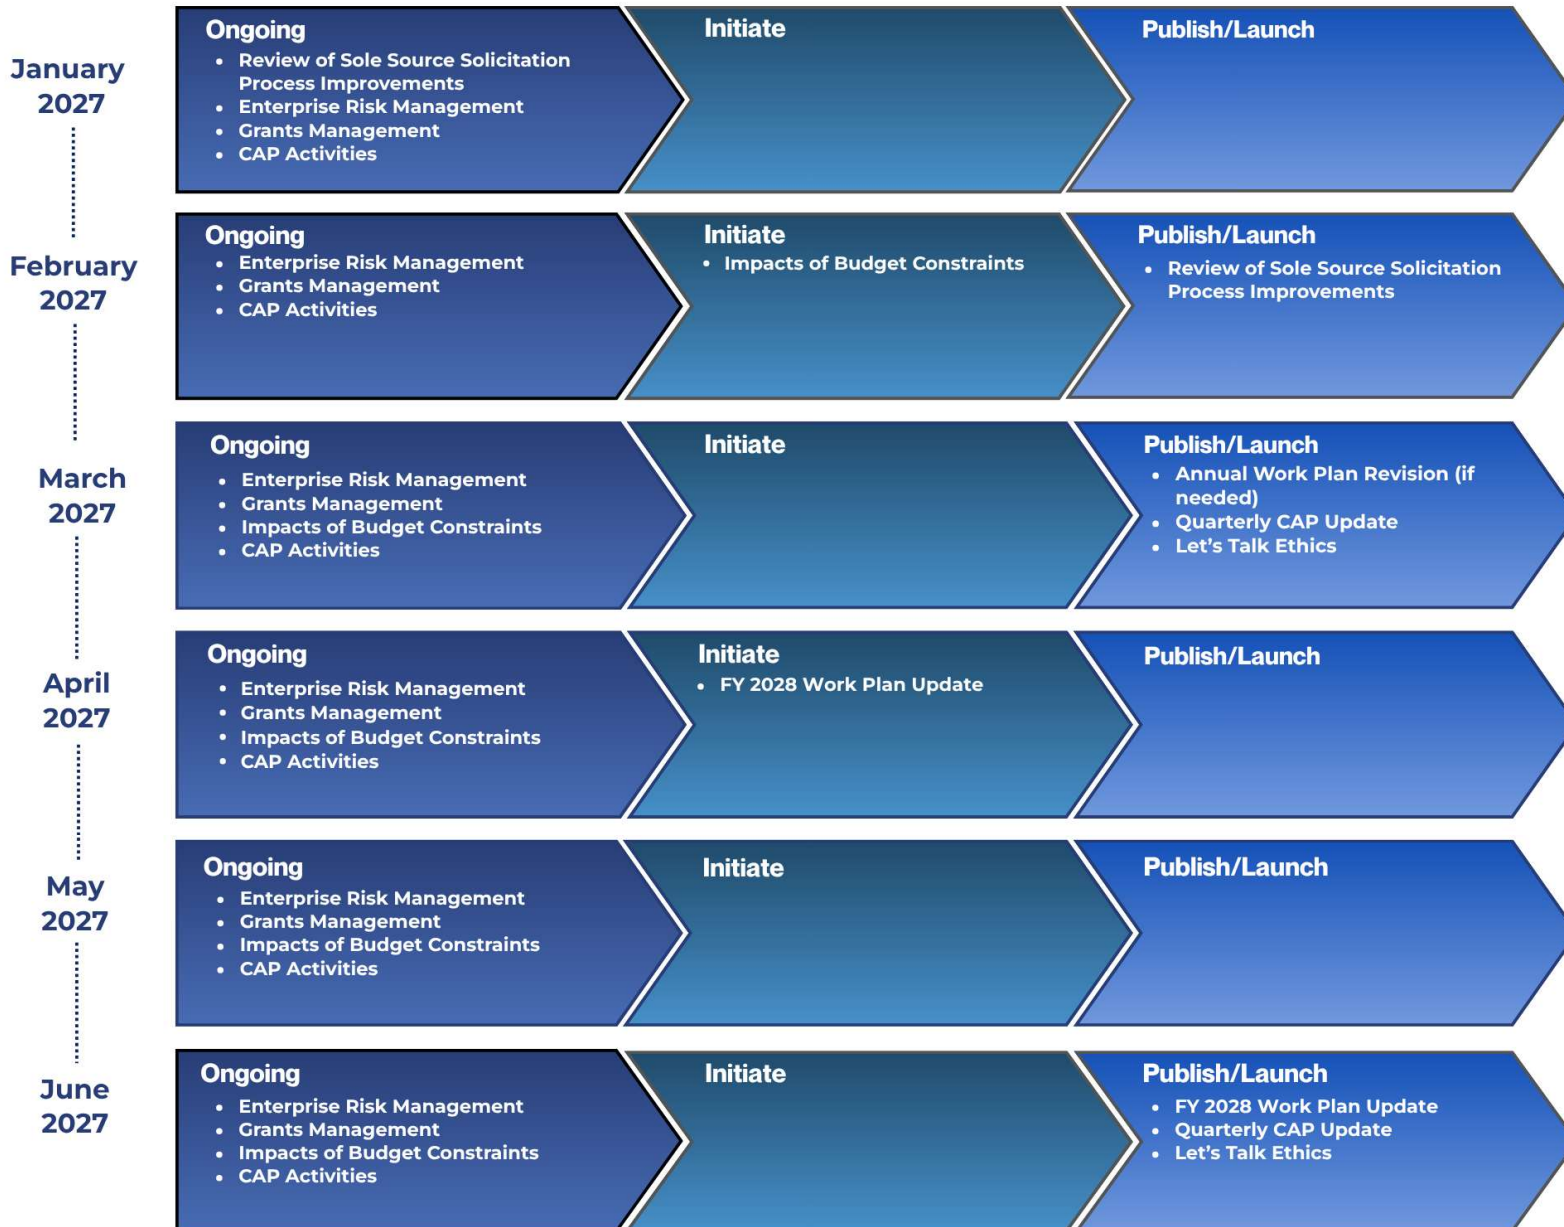 January
2027
Ongoing
• Review of Sole Source Solicitation
Process Improvements
• Enterprise Risk Management
• Grants Management
• CAP Activities
Initiate
Publish/Launch
February
2027
Ongoing
• Enterprise Risk Management
• Grants Management
• CAP Activities
Initiate
• Impacts of Budget Constraints
Publish/Launch
• Review of Sole Source Solicitation
Process Improvements
March
2027
Ongoing
• Enterprise Risk Management
• Grants Management
• Impacts of Budget Constraints
• CAP Activities
Initiate
Publish/Launch
• Annual Work Plan Revision (if
needed)
• Quarterly CAP Update
• Let's Talk Ethics
April
2027
Ongoing
• Enterprise Risk Management
• Grants Management
• Impacts of Budget Constraints
• CAP Activities
Initiate
• FY 2028 Work Plan Update
Publish/Launch
May
2027
Ongoing
• Enterprise Risk Management
• Grants Management
• Impacts of Budget Constraints
• CAP Activities
Initiate
Publish/Launch
June
2027
Ongoing
• Enterprise Risk Management
• Grants Management
• Impacts of Budget Constraints
• CAP Activities
Initiate
Publish/Launch
• FY 2028 Work Plan Update
• Quarterly CAP Update
• Let's Talk Ethics